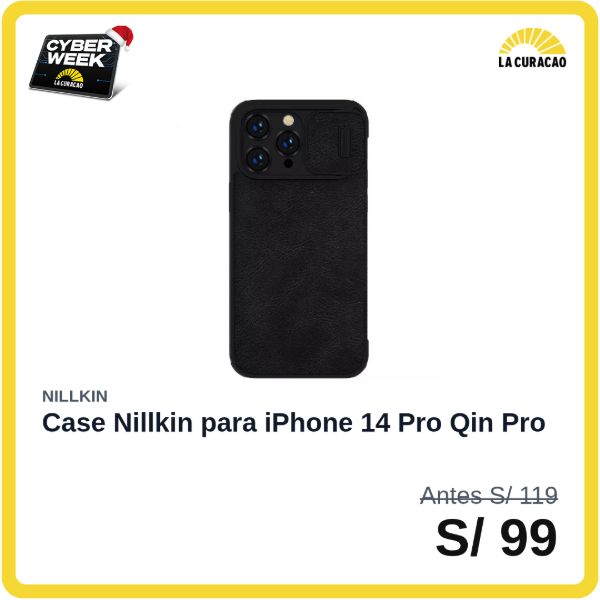 CYBER
WEEK
LA CURACAO
LA CURACAO
NILLKIN
Case Nillkin para iPhone 14 Pro Qin Pro
Antes S/ 119
S/ 99